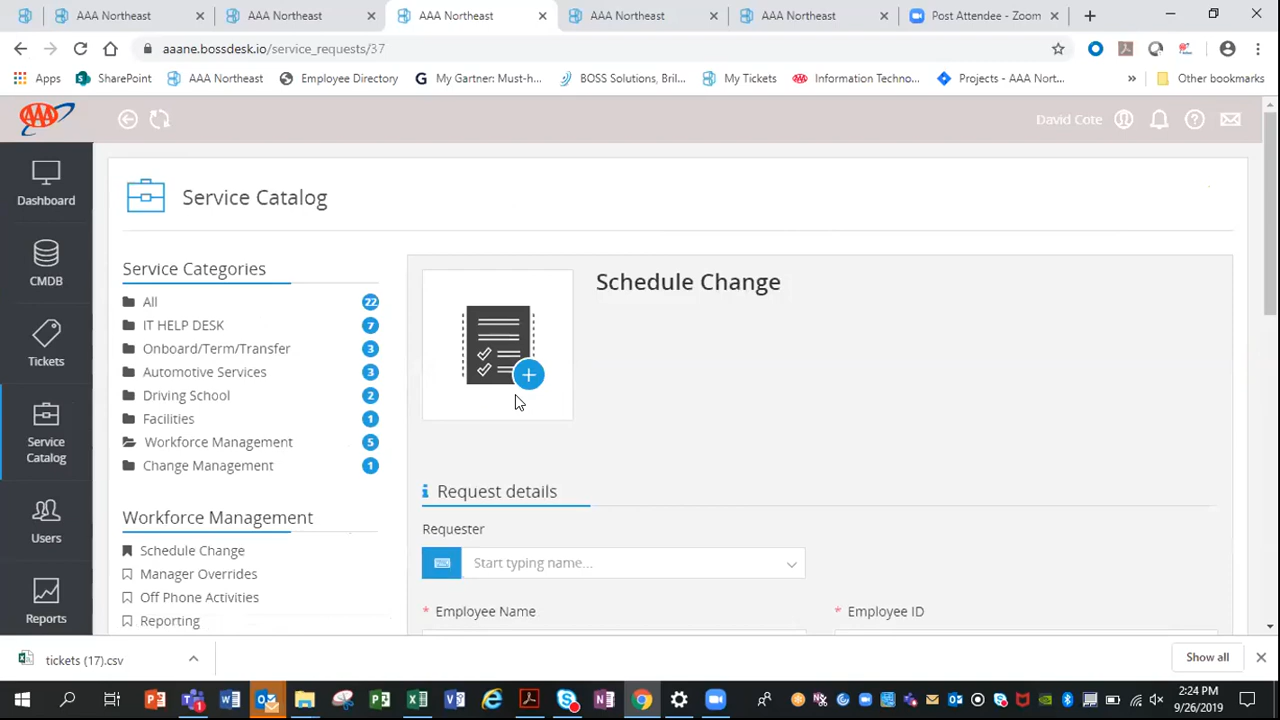 AAA Northeast
AAA Northeast
AAA Northeast
AAA Northeast
AAA Northeast
Post Attendee - Zoom
aaane.bossdesk.io/service_requests/37
Apps
SharePoint
AAA Northeast
Employee Directory
My Gartner: Must-h...
BOSS Solutions, Bril...
My Tickets
Information Techno...
Projects - AAA Nort...
»
Other bookmarks
AAA
David Cote
Dashboard
CMDB
Tickets
Service
Catalog
Users
Reports
Service Catalog
Service Categories
All 22
IT HELP DESK 7
Onboard/Term/Transfer 3
Automotive Services 3
Driving School 2
Facilities 1
Workforce Management 5
Change Management 1
Workforce Management
Schedule Change
Manager Overrides
Off Phone Activities
Reporting
Schedule Change
Request details
Requester
Start typing name...
* Employee Name
* Employee ID
tickets (17).csv
Show all
2:24 PM
9/26/2019